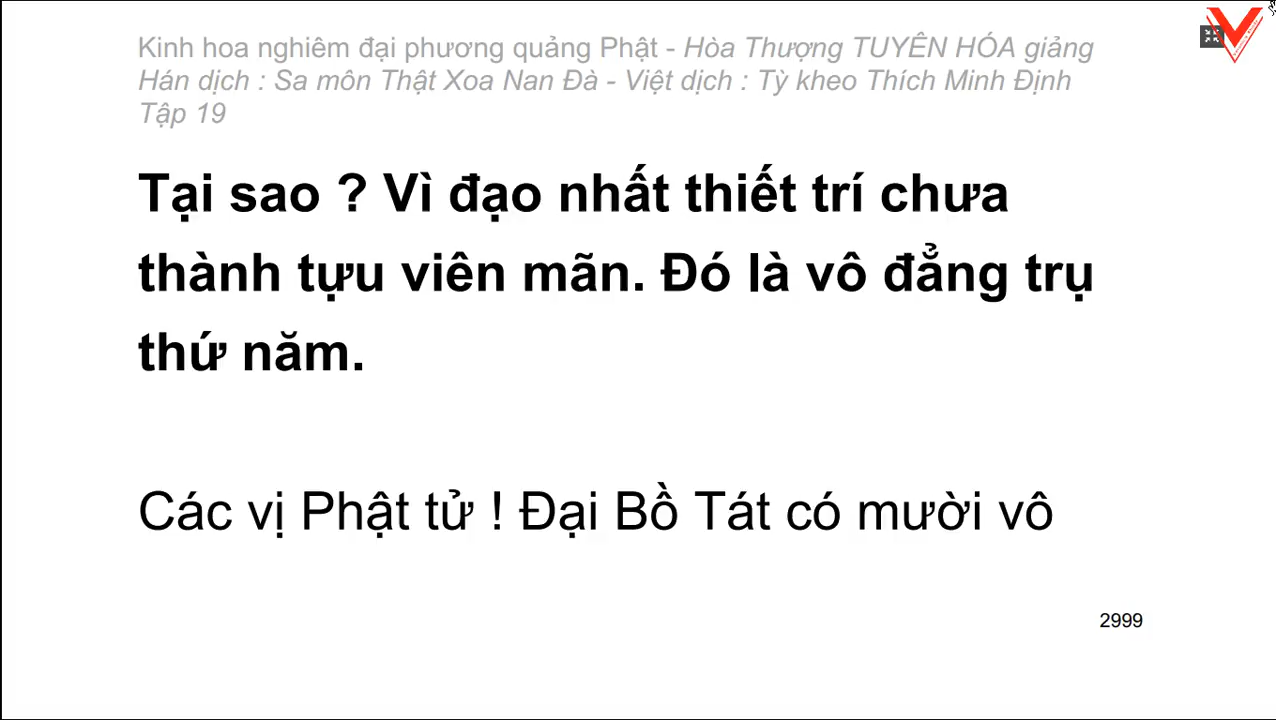 Kinh hoa nghiêm đại phương quảng Phật - Hòa Thượng TUYÊN HÓA giảng
Hán dịch : Sa môn Thật Xoa Nan Đà - Việt dịch : Tỳ kheo Thích Minh Định
Tập 19
Tại sao ? Vì đạo nhất thiết trí chưa
thành tựu viên mãn. Đó là vô đẳng trụ
thứ năm.
Các vị Phật tử ! Đại Bồ Tát có mười vô
2999